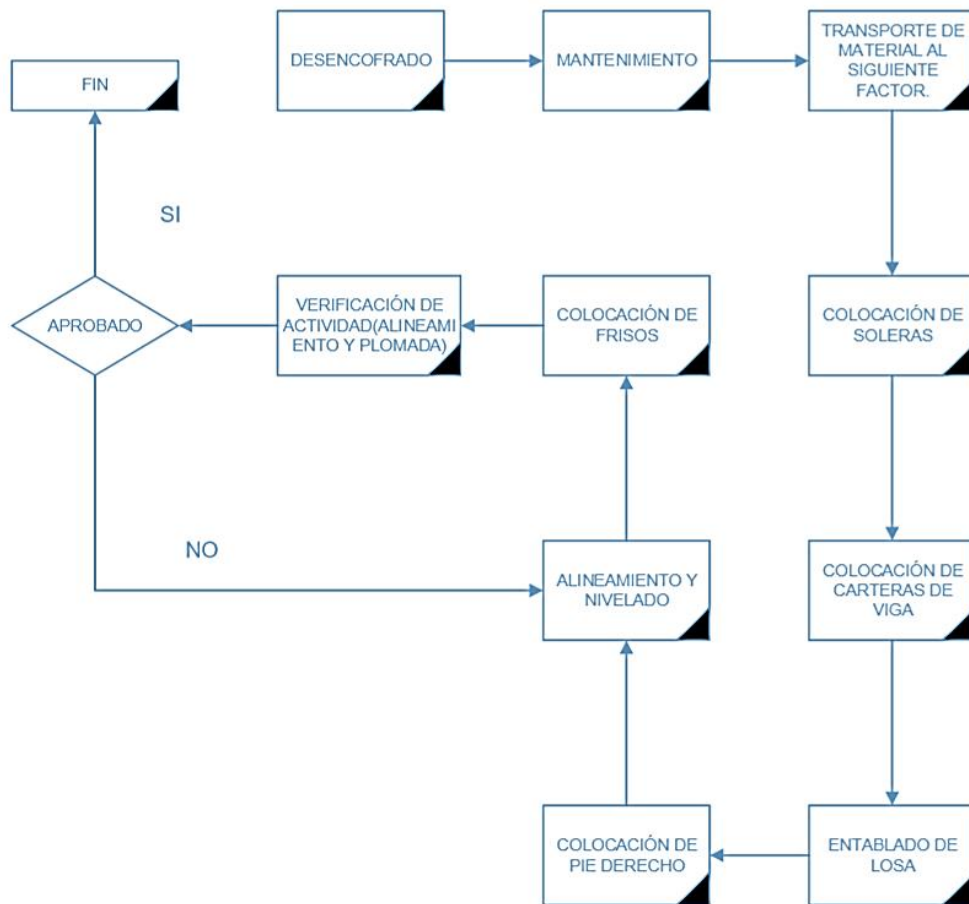 DESENCOFRADO
MANTENIMIENTO
TRANSPORTE DE
MATERIAL AL
SIGUIENTE
FACTOR.
FIN
SI
APROBADO
VERIFICACIÓN DE
ACTIVIDAD(ALINEAMI
ENTO Y PLOMADA)
COLOCACIÓN DE
FRISOS
COLOCACIÓN DE
SOLERAS
NO
ALINEAMIENTO Y
NIVELADO
COLOCACIÓN DE
CARTERAS DE
VIGA
COLOCACIÓN DE
PIE DERECHO
ENTABLADO DE
LOSA